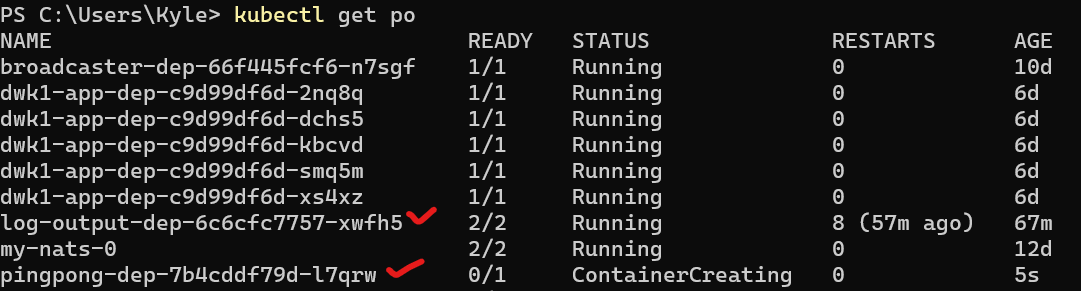 PS C:\Users\Kyle> kubectl get po
NAME READY STATUS RESTARTS AGE
broadcaster-dep-66f445fcf6-n7sgf 1/1 Running 0 10d
dwk1-app-dep-c9d99df6d-2nq8q 1/1 Running 0 6d
dwk1-app-dep-c9d99df6d-dchs5 1/1 Running 0 6d
dwk1-app-dep-c9d99df6d-kbcvd 1/1 Running 0 6d
dwk1-app-dep-c9d99df6d-smq5m 1/1 Running 0 6d
dwk1-app-dep-c9d99df6d-xs4xz 1/1 Running 0 6d
log-output-dep-6c6cfc7757-xwfh5 2/2 Running 8 (57m ago) 67m
my-nats-0 2/2 Running 0 12d
pingpong-dep-7b4cddf79d-l7qrw 0/1 ContainerCreating 0 5s